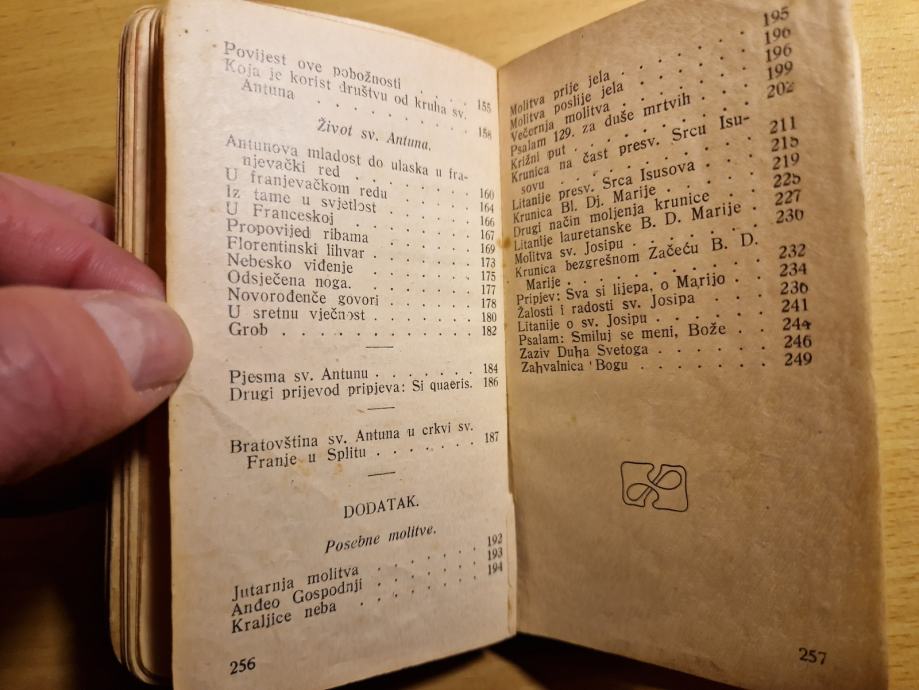 Povijest ove pobožnosti . . . . 155
Koja je korist društvu od kruha sv.
Antuna . . . . . . . 158
Život sv. Antuna.
Antunova mladost do ulaska u fra-
njevački red . . . . . . 160
U franjevačkom redu . . . . 164
Iz tame u svjetlost . . . . . 166
U Franceskoj . . . . . . 167
Propovijed ribama . . . . . 169
Florentinski lihvar . . . . . 173
Nebesko viđenje . . . . . . 175
Odsječena noga. . . . . . . 177
Novorođenče govori . . . . . 178
U sretnu vječnost . . . . . 180
Grob . . . . . . . . . 182
Pjesma sv. Antunu . . . . . 184
Drugi prijevod pripjeva: Si quaeris. 186
Bratovština sv. Antuna u crkvi sv.
Franje u Splitu . . . . . 187
DODATAK.
Posebne molitve.
Jutarnja molitva . . . . . . 192
Anđeo Gospodnji . . . . . 193
Kraljice neba . . . . . . 194
256
Molitva prije jela . . . . . 195
Molitva poslije jela . . . . . 196
Večernja molitva . . . . . 196
Psalam 129. za duše mrtvih . . . 199
Križni put . . . . . . . 202
Krunica na čast presv. Srcu Isu-
sovu . . . . . . . . 211
Litanije presv. Srca Isusova . . . 215
Krunica Bl. Dj. Marije . . . . 219
Drugi način moljenja krunice . . . 225
Litanije lauretanske B. D. Marije . 227
Molitva sv. Josipu . . . . . 230
Krunica bezgrešnom Začeću B. D.
Marije . . . . . . . . 232
Pripjev: Sva si lijepa, o Marijo . . 234
Žalosti i radosti sv. Josipa . . . 236
Litanije o sv. Josipu . . . . . 241
Psalam: Smiluj se meni, Bože . . 244
Zaziv Duha Svetoga . . . . . 246
Zahvalnica Bogu . . . . . . 249
257